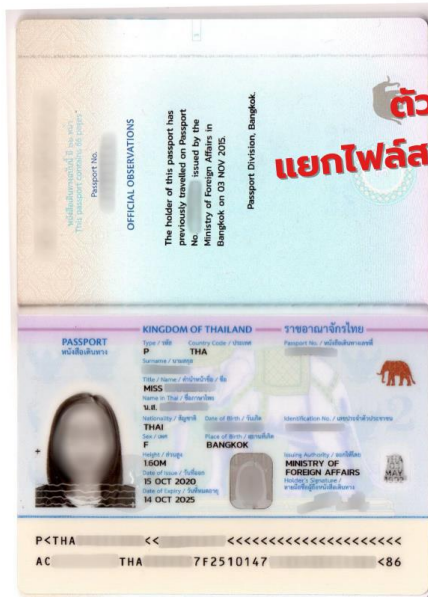 หนังสือเดินทางเล่มนี้ มี ๕๐ หน้า
This passport contains 50 pages
Passport No.
OFFICIAL OBSERVATIONS
The holder of this passport has
previously travelled on Passport
No. issued by the
Ministry of Foreign Affairs in
Bangkok on 03 NOV 2015.
Passport Division, Bangkok.
ตัว
แยกไฟล์ส
PASSPORT
หนังสือเดินทาง
KINGDOM OF THAILAND
ราชอาณาจักรไทย
Type / รหัส Country Code / ประเทศ Passport No. / หนังสือเดินทางเลขที่
P THA
Surname / นามสกุล
Title / Name / คำนำหน้าชื่อ / ชื่อ
MISS
Name in Thai / ชื่อภาษาไทย
น.ส.
Nationality / สัญชาติ Date of Birth / วันเกิด Identification No. / เลขประจำตัวประชาชน
THAI
Sex / เพศ Place of Birth / สถานที่เกิด
F BANGKOK
Height / ส่วนสูง Issuing Authority / ออกให้โดย
1.60M MINISTRY OF
FOREIGN AFFAIRS
Date of Issue / วันที่ออก
15 OCT 2020
Date of Expiry / วันที่หมดอายุ
14 OCT 2025
Holder's Signature /
ลายมือชื่อผู้ถือหนังสือเดินทาง
P<THA << <<<<<<<<<<<<<<<<<<<<<<
AC THA 7F2510147 <86